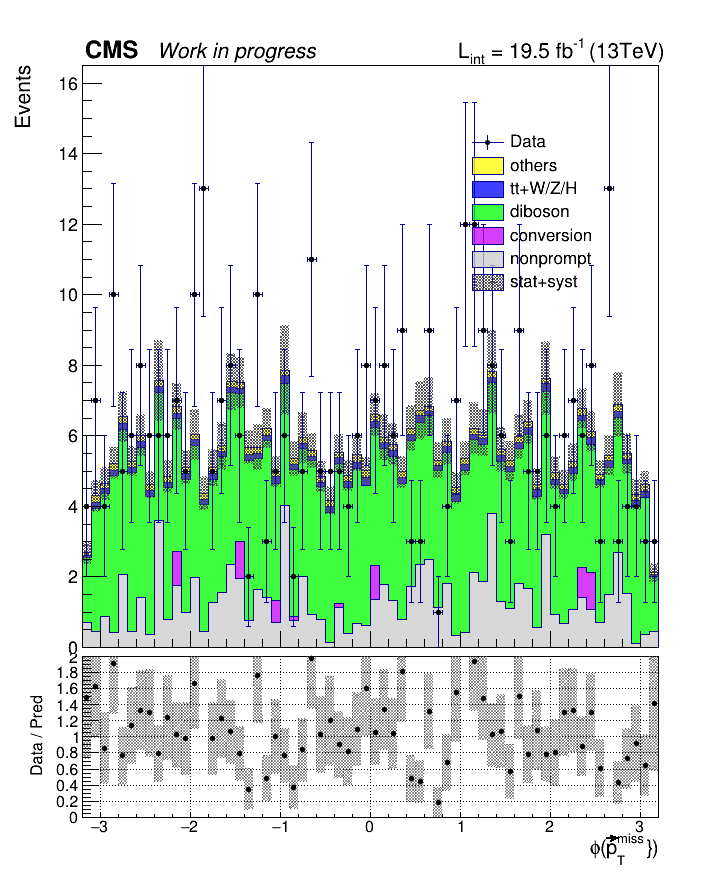 CMS Work in progress L_int = 19.5 fb^-1 (13TeV)
Events
16
14
12
10
8
6
4
2
0
Data
others
tt+W/Z/H
diboson
conversion
nonprompt
stat+syst
Data / Pred
2
1.8
1.6
1.4
1.2
1
0.8
0.6
0.4
0.2
0
−3 −2 −1 0 1 2 3
ϕ(p⃗_T^miss})